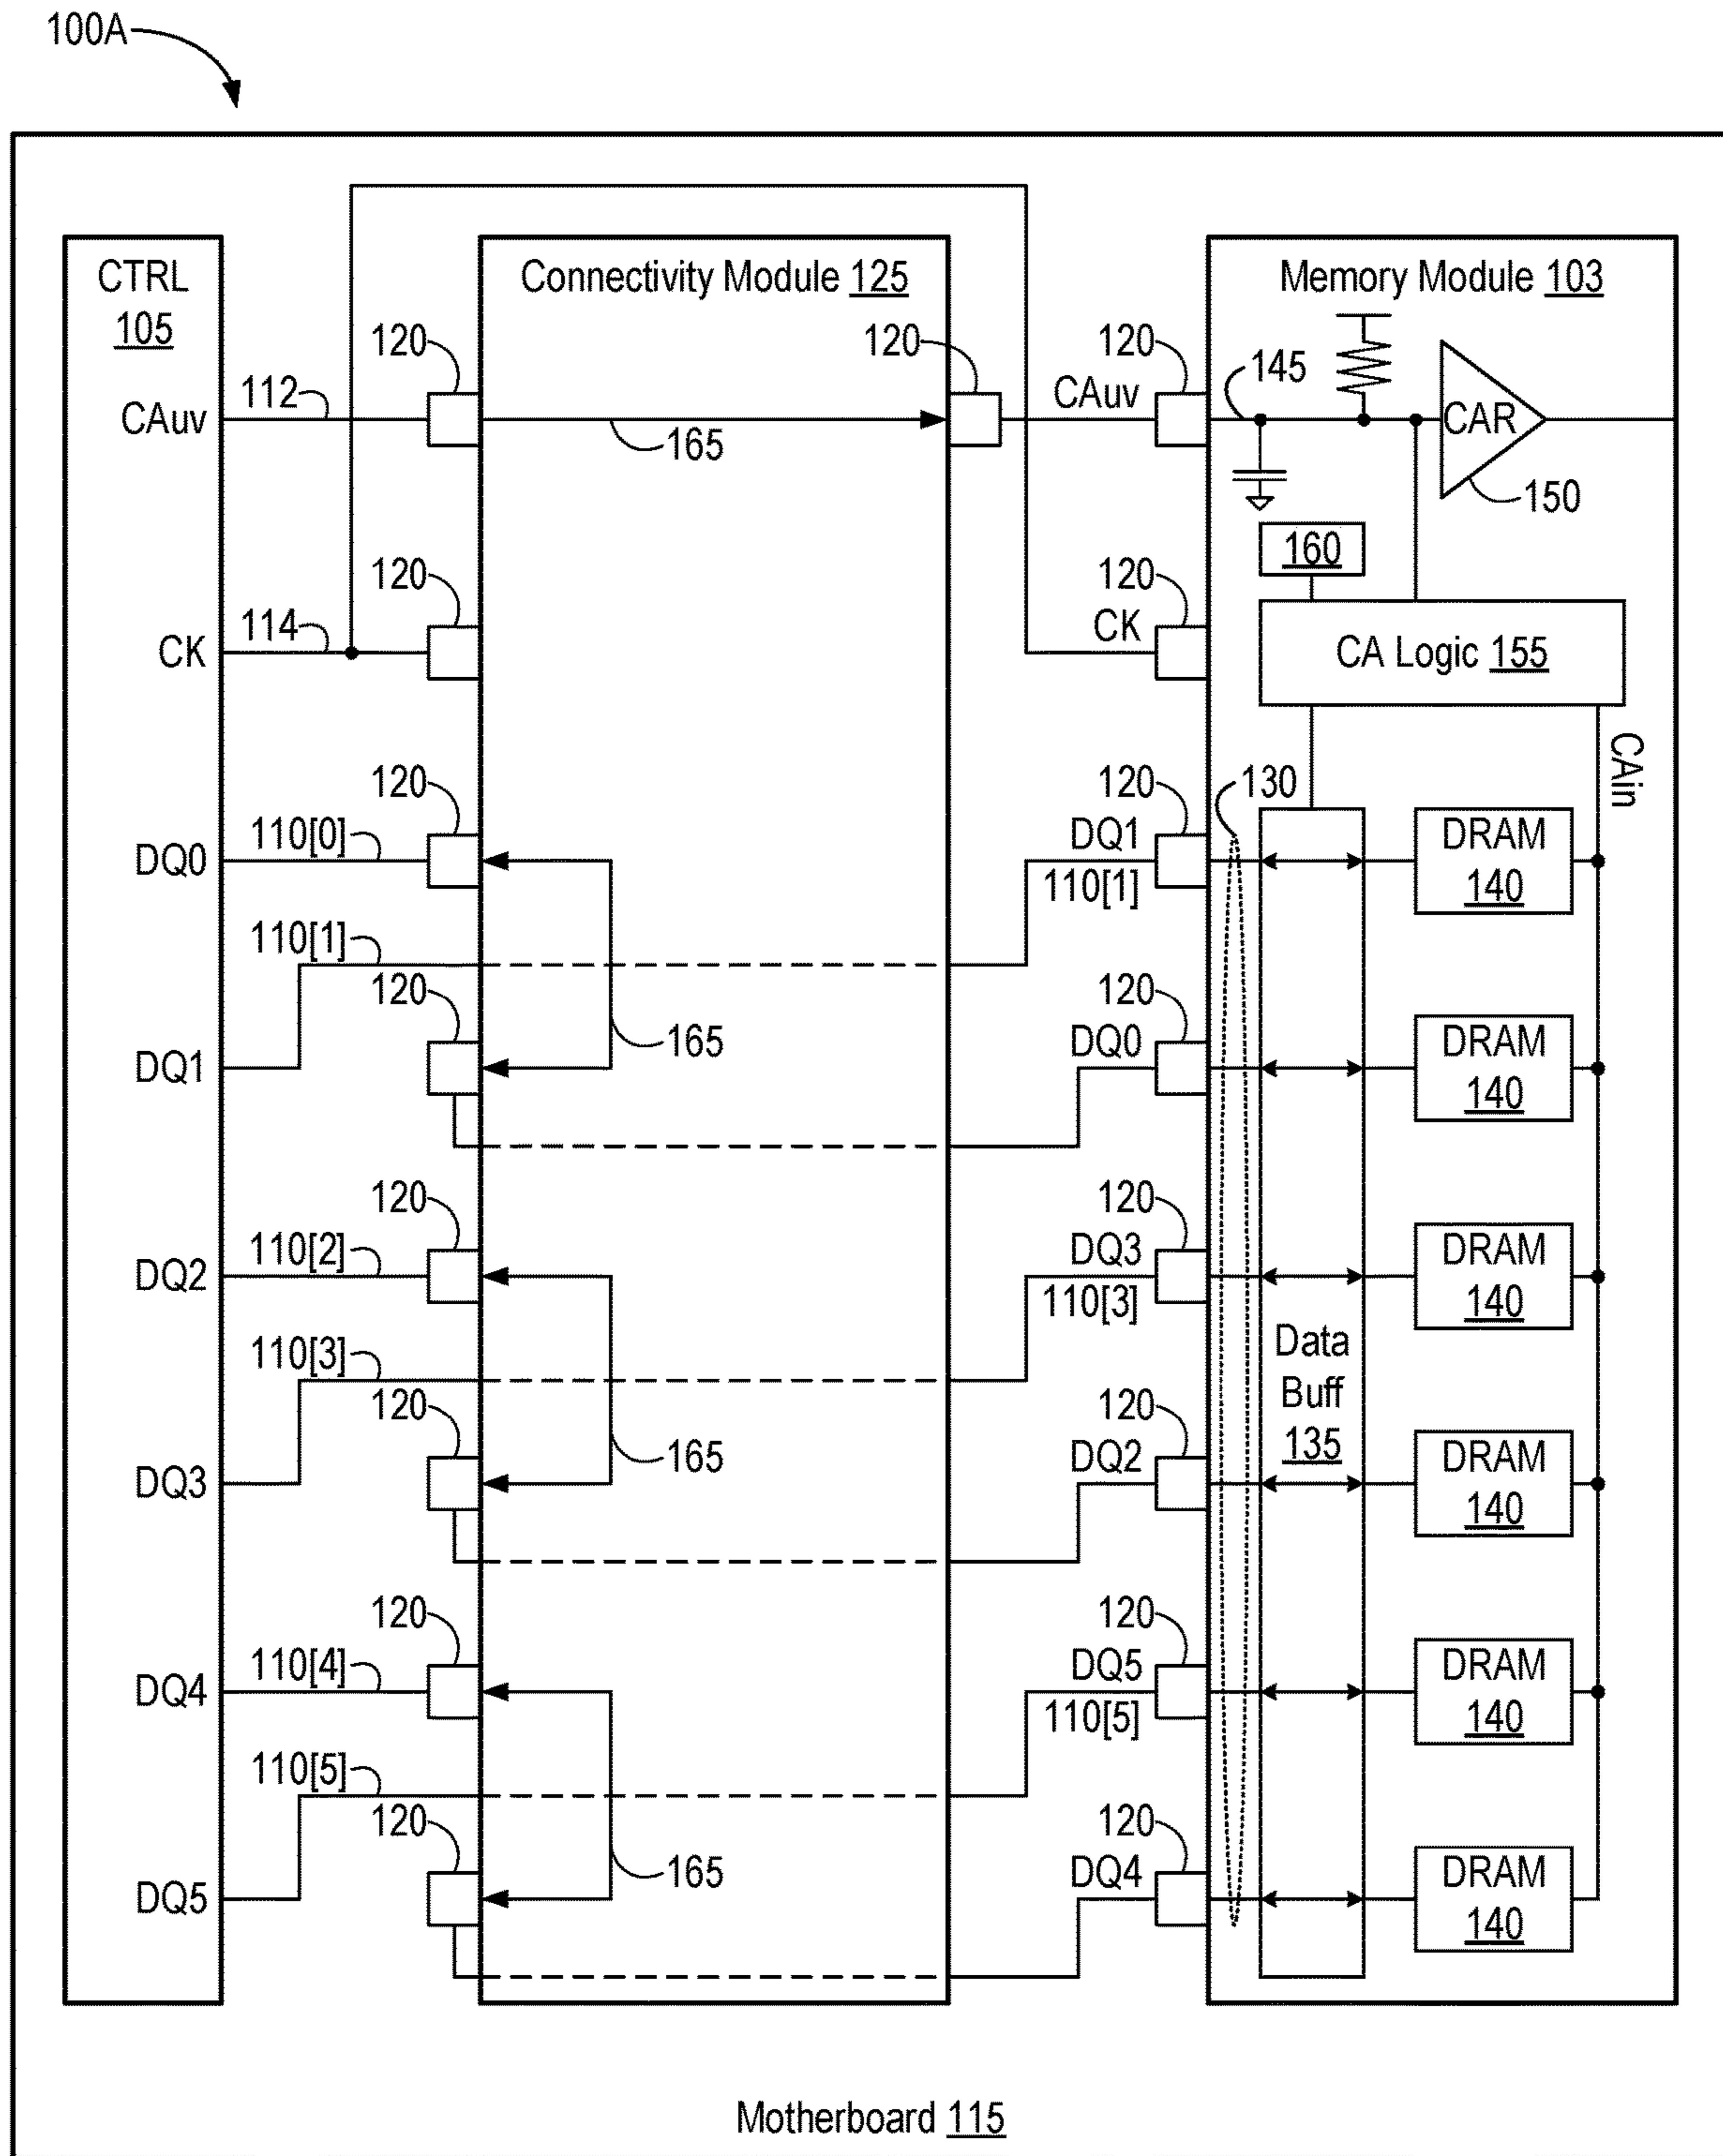 100A
CTRL
105
Connectivity Module 125
Memory Module 103
120
120
120
145
112
CAuv
CAuv
CAR
165
150
160
120
120
114
CK
CK
CA Logic 155
CAin
120
130
120
110[0]
DQ0
DQ1
110[1]
DRAM
140
110[1]
120
120
DQ1
165
DQ0
DRAM
140
120
120
110[2]
DQ2
DQ3
110[3]
DRAM
140
Data
Buff
135
110[3]
120
120
DQ3
165
DQ2
DRAM
140
120
120
110[4]
DQ4
DQ5
110[5]
DRAM
140
110[5]
120
120
DQ5
165
DQ4
DRAM
140
Motherboard 115